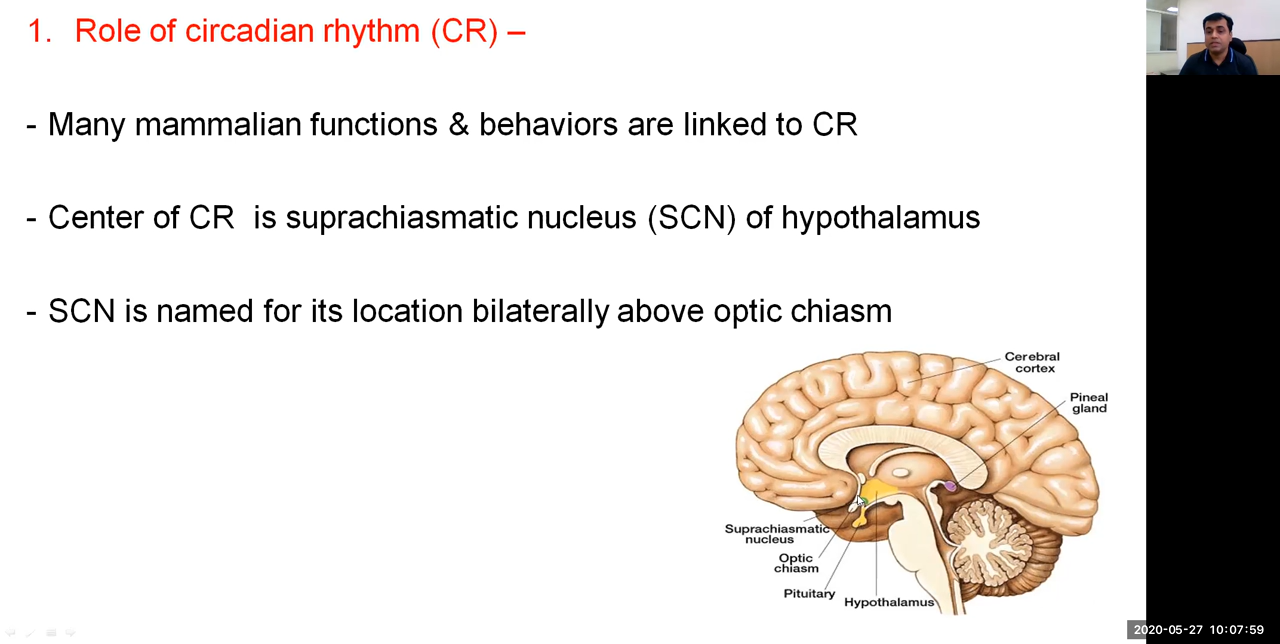 1. Role of circadian rhythm (CR) –
- Many mammalian functions & behaviors are linked to CR
- Center of CR is suprachiasmatic nucleus (SCN) of hypothalamus
- SCN is named for its location bilaterally above optic chiasm
Cerebral
cortex
Pineal
gland
Suprachiasmatic
nucleus
Optic
chiasm
Pituitary
Hypothalamus
2020-05-27 10:07:59